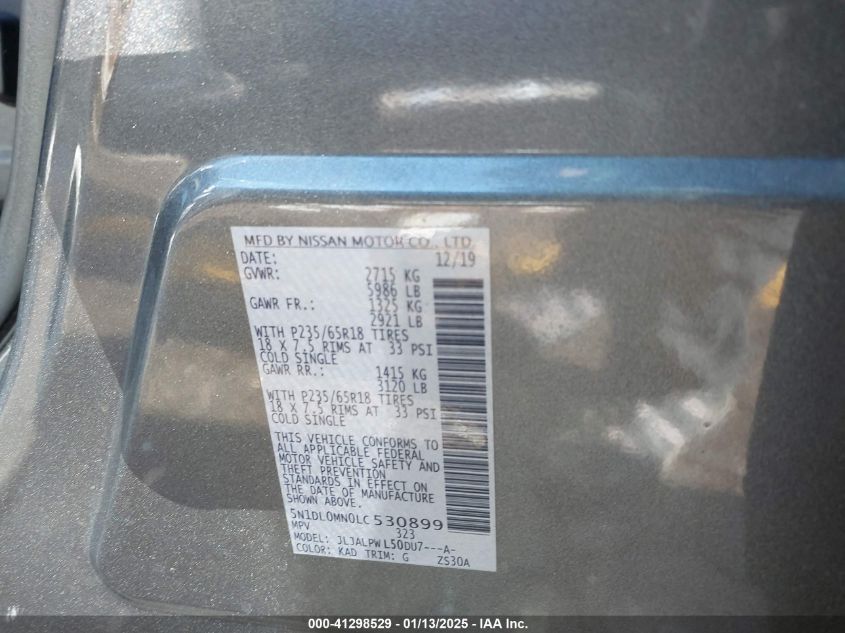 MFD BY NISSAN MOTOR CO., LTD.
DATE: 12/19
GVWR: 2715 KG
5986 LB
GAWR FR.: 1325 KG
2921 LB
WITH P235/65R18 TIRES
18 X 7.5 RIMS AT 33 PSI
COLD SINGLE
GAWR RR.: 1415 KG
3120 LB
WITH P235/65R18 TIRES
18 X 7.5 RIMS AT 33 PSI
COLD SINGLE
THIS VEHICLE CONFORMS TO
ALL APPLICABLE FEDERAL
MOTOR VEHICLE SAFETY AND
THEFT PREVENTION
STANDARDS IN EFFECT ON
THE DATE OF MANUFACTURE
SHOWN ABOVE.
5N1DL0MN0LC530899
MPV 323
MODEL: JLJALPWL50DU7---A-
COLOR: KAD TRIM: G ZS30A
000-41298529 - 01/13/2025 - IAA Inc.